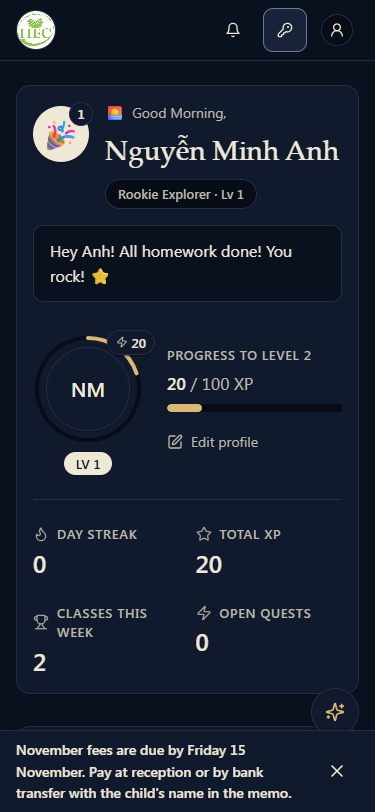 HEC
1
Good Morning,
Nguyễn Minh Anh
Rookie Explorer · Lv 1
Hey Anh! All homework done! You
rock!
20
NM
LV 1
PROGRESS TO LEVEL 2
20 / 100 XP
Edit profile
DAY STREAK
0
TOTAL XP
20
CLASSES THIS
WEEK
2
OPEN QUESTS
0
November fees are due by Friday 15
November. Pay at reception or by bank
transfer with the child's name in the memo.